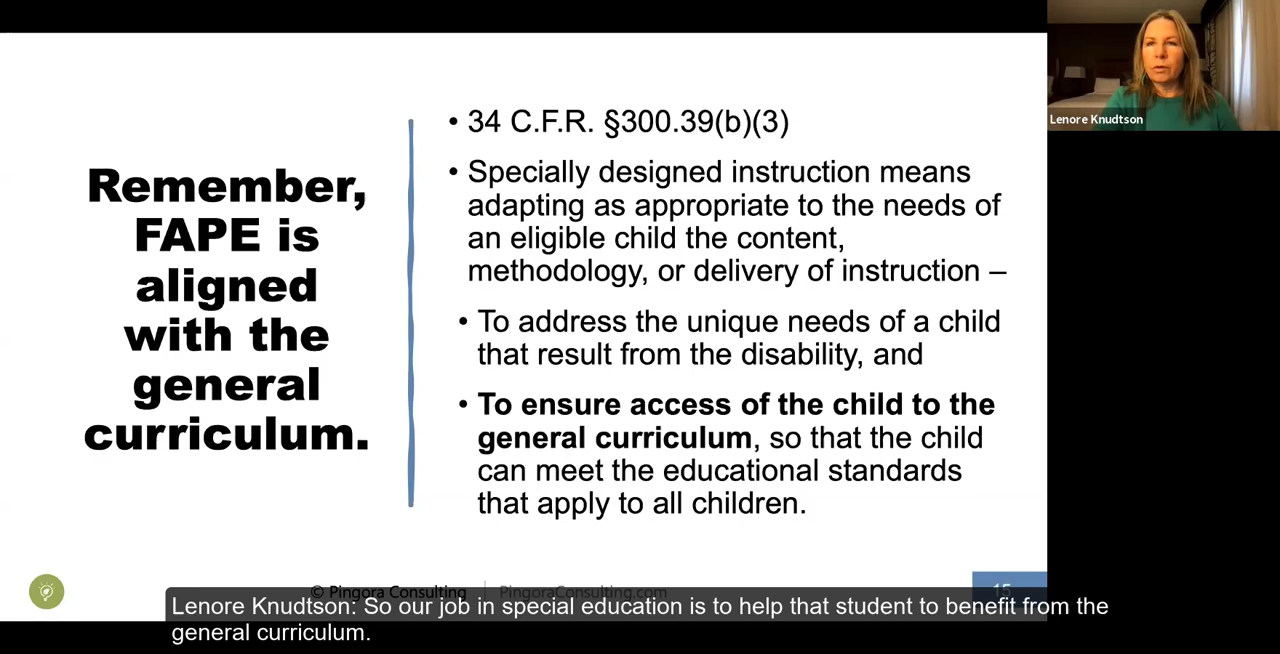 Remember,
FAPE is
aligned
with the
general
curriculum.
• 34 C.F.R. §300.39(b)(3)
• Specially designed instruction means
adapting as appropriate to the needs of
an eligible child the content,
methodology, or delivery of instruction –
• To address the unique needs of a child
that result from the disability, and
• To ensure access of the child to the
general curriculum, so that the child
can meet the educational standards
that apply to all children.
© Pingora Consulting | PingoraConsulting.com
15
Lenore Knudtson: So our job in special education is to help that student to benefit from the
general curriculum.
Lenore Knudtson